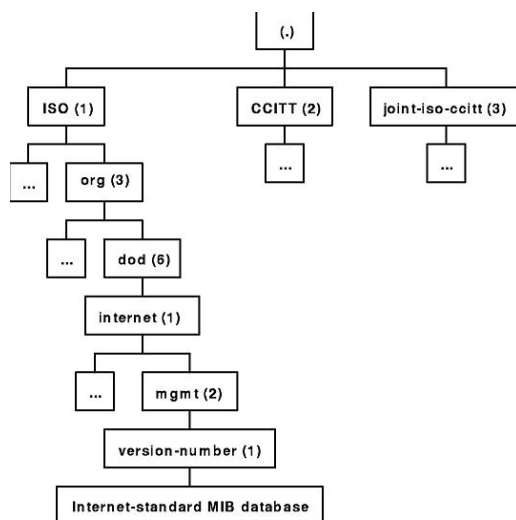 (.)
ISO (1)
CCITT (2)
joint-iso-ccitt (3)
...
org (3)
...
...
...
dod (6)
internet (1)
...
mgmt (2)
version-number (1)
Internet-standard MIB database